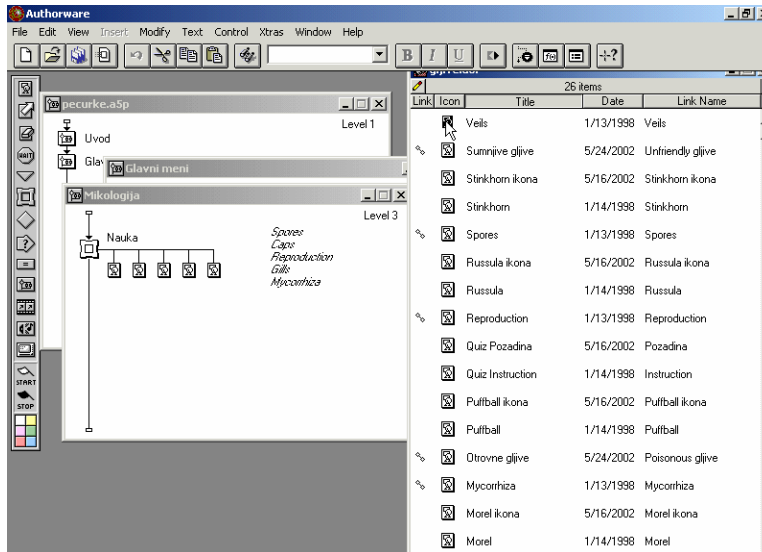 Authorware
File Edit View Insert Modify Text Control Xtras Window Help
B I U
26 items
Link Icon Title Date Link Name
Veils 1/13/1998 Veils
Sumnjive gljive 5/24/2002 Unfriendly gljive
Stinkhorn ikona 5/16/2002 Stinkhorn ikona
Stinkhorn 1/14/1998 Stinkhorn
Spores 1/13/1998 Spores
Russula ikona 5/16/2002 Russula ikona
Russula 1/14/1998 Russula
Reproduction 1/13/1998 Reproduction
Quiz Pozadina 5/16/2002 Pozadina
Quiz Instruction 1/14/1998 Instruction
Puffball ikona 5/16/2002 Puffball ikona
Puffball 1/14/1998 Puffball
Otrovne gljive 5/24/2002 Poisonous gljive
Mycorrhiza 1/13/1998 Mycorrhiza
Morel ikona 5/16/2002 Morel ikona
Morel 1/14/1998 Morel
pecurke.a5p
Level 1
Uvod
Glav
Glavni meni
Mikologija
Level 3
Nauka
Spores
Caps
Reproduction
Gills
Mycorrhiza
WAIT
START
STOP